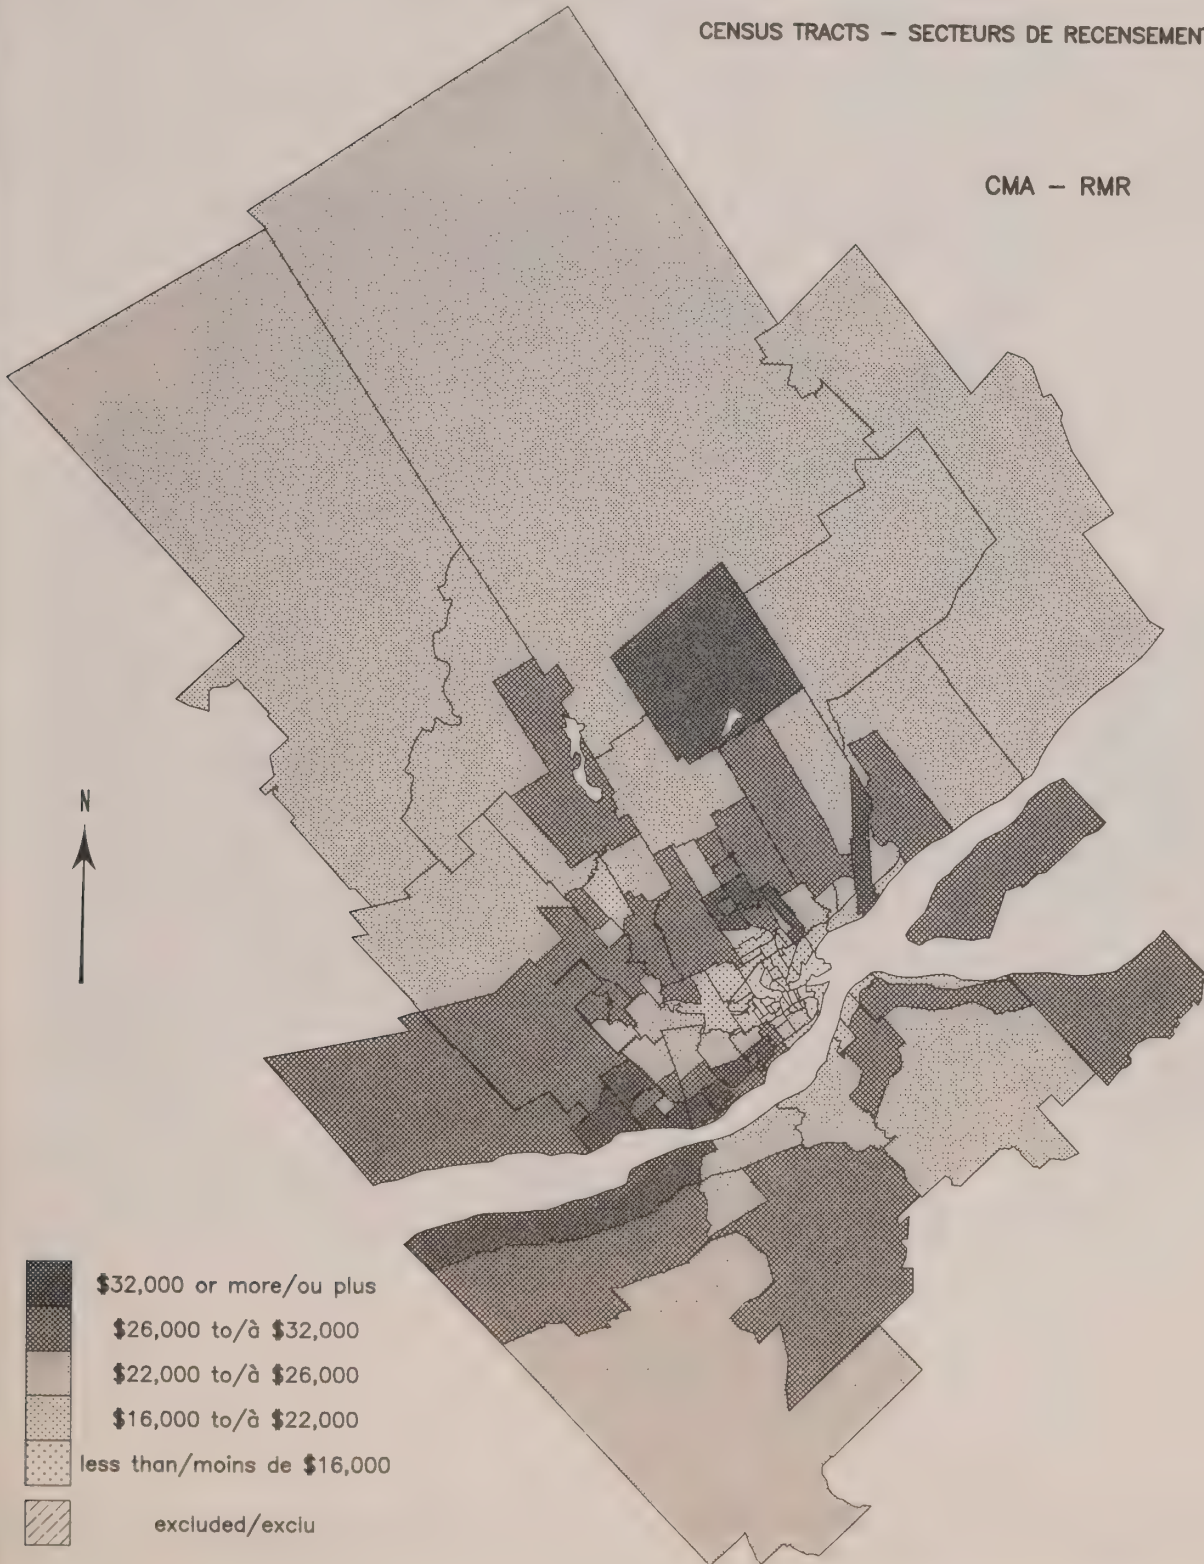 CENSUS TRACTS – SECTEURS DE RECENSEMENT
CMA – RMR
N
$32,000 or more/ou plus
$26,000 to/à $32,000
$22,000 to/à $26,000
$16,000 to/à $22,000
less than/moins de $16,000
excluded/exclu